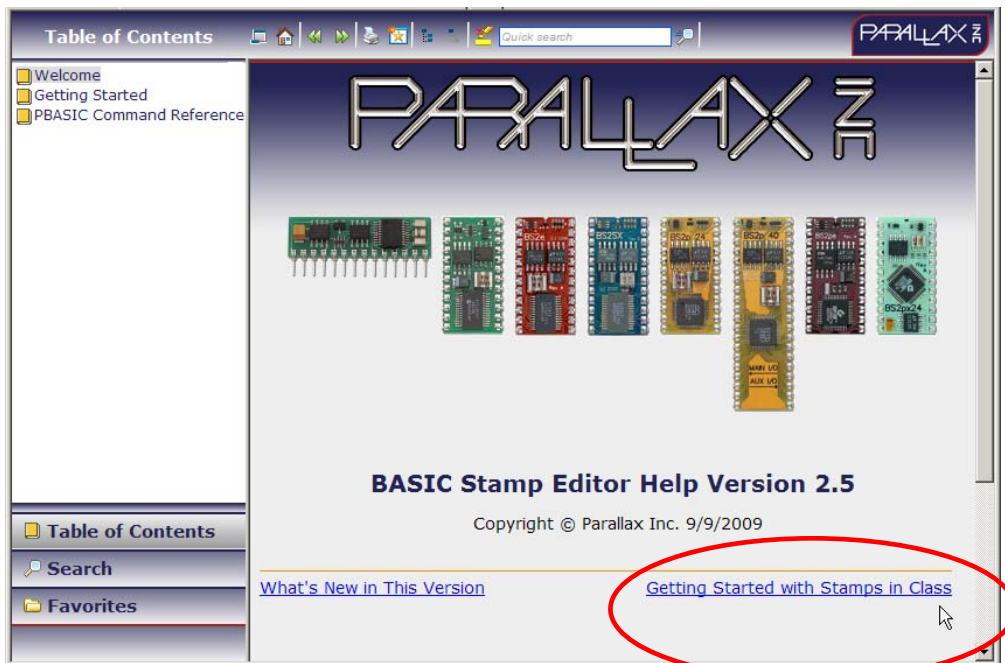 Table of Contents
Quick search
PARALLAX INC
Welcome
Getting Started
PBASIC Command Reference
PARALLAX INC
BS2e
BS2SX
BS2p 24
BS2p 40
BS2pe
BS2px24
MAIN I/O
AUX I/O
BASIC Stamp Editor Help Version 2.5
Copyright © Parallax Inc. 9/9/2009
What's New in This Version
Getting Started with Stamps in Class
Table of Contents
Search
Favorites